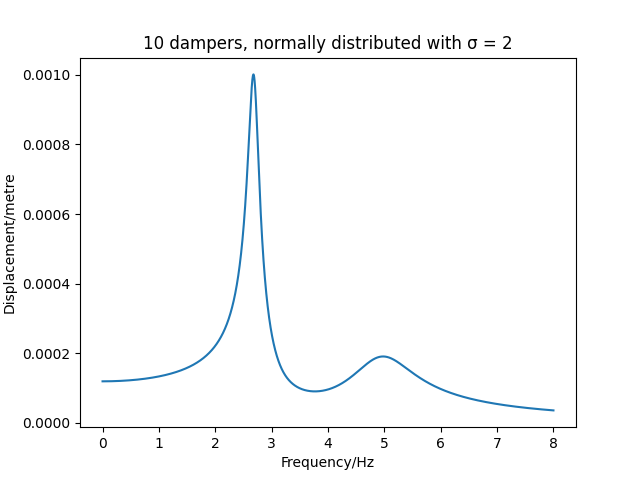 10 dampers, normally distributed with σ = 2
Displacement/metre
0.0010
0.0008
0.0006
0.0004
0.0002
0.0000
0 1 2 3 4 5 6 7 8
Frequency/Hz